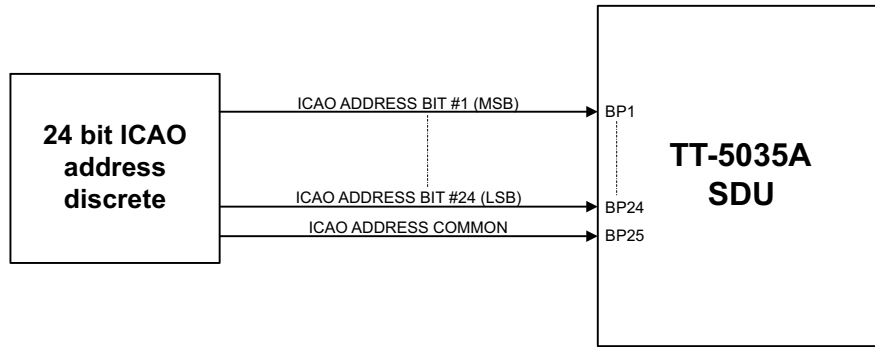 24 bit ICAO
address
discrete
ICAO ADDRESS BIT #1 (MSB)
ICAO ADDRESS BIT #24 (LSB)
ICAO ADDRESS COMMON
BP1
BP24
BP25
TT-5035A
SDU